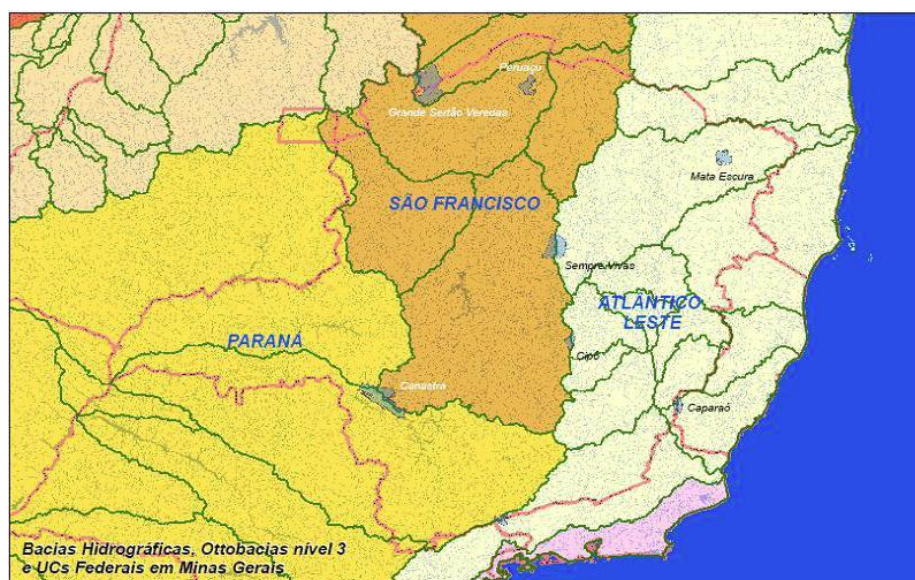 Peruaçu
Grande Sertão Veredas
Mata Escura
SÃO FRANCISCO
Sempre Vivas
ATLÂNTICO
LESTE
PARANÁ
Cipó
Canastra
Caparaó
Bacias Hidrográficas, Ottobacias nível 3
e UCs Federais em Minas Gerais